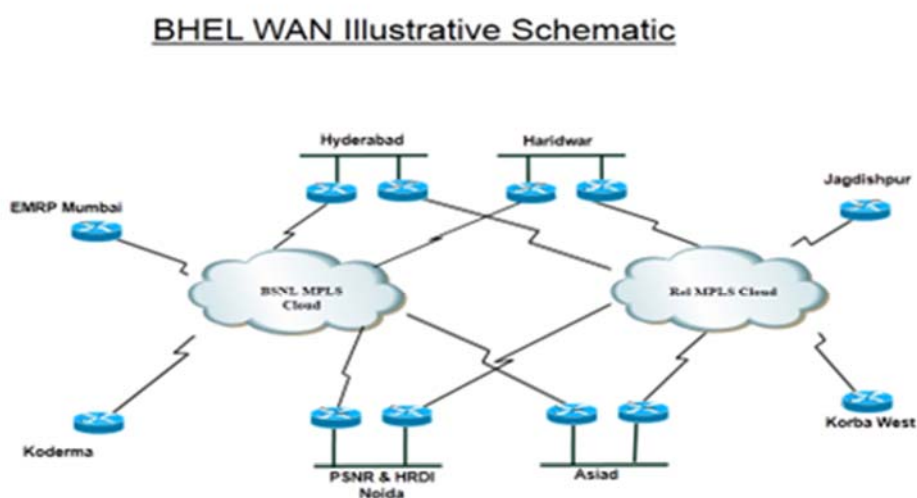 BHEL WAN Illustrative Schematic
Hyderabad
Haridwar
Jagdishpur
EMRP Mumbai
BSNL MPLS
Cloud
Rel MPLS Cloud
Koderma
PSNR & HRDI
Noida
Asiad
Korba West